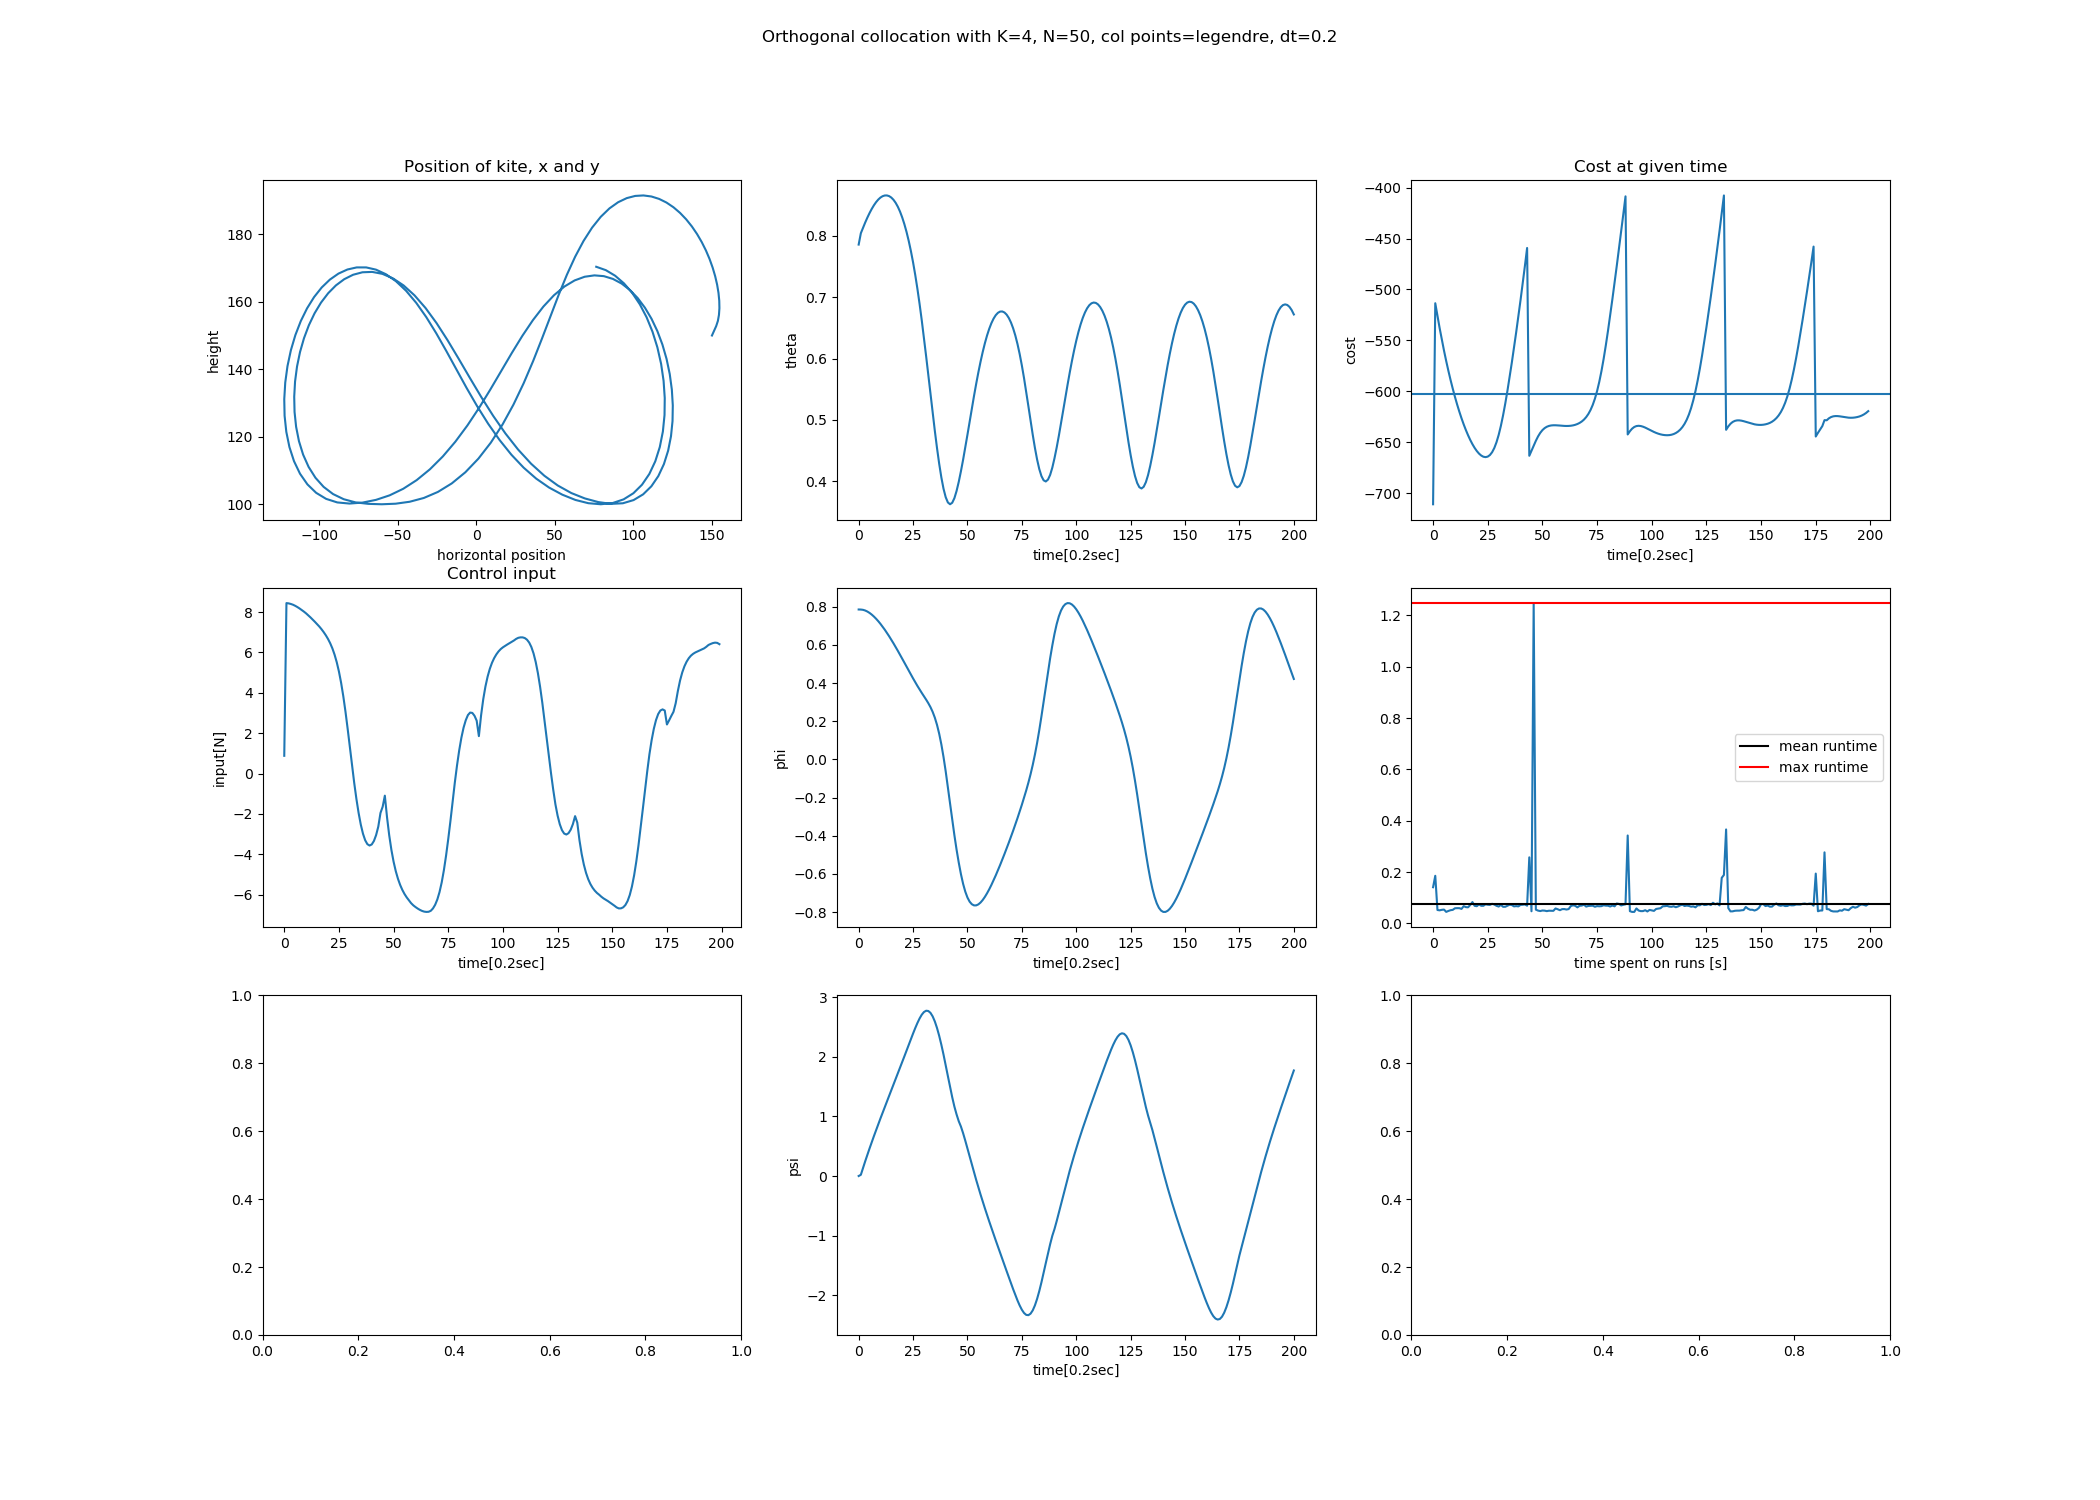 Orthogonal collocation with K=4, N=50, col points=legendre, dt=0.2
Position of kite, x and y
height
180
160
140
120
100
−100 −50 0 50 100 150
horizontal position
theta
0.8
0.7
0.6
0.5
0.4
0 25 50 75 100 125 150 175 200
time[0.2sec]
Cost at given time
cost
−400
−450
−500
−550
−600
−650
−700
0 25 50 75 100 125 150 175 200
time[0.2sec]
Control input
input[N]
8
6
4
2
0
−2
−4
−6
0 25 50 75 100 125 150 175 200
time[0.2sec]
phi
0.8
0.6
0.4
0.2
0.0
−0.2
−0.4
−0.6
−0.8
0 25 50 75 100 125 150 175 200
time[0.2sec]
1.2
1.0
0.8
0.6
0.4
0.2
0.0
mean runtime
max runtime
0 25 50 75 100 125 150 175 200
time spent on runs [s]
1.0
0.8
0.6
0.4
0.2
0.0
0.0 0.2 0.4 0.6 0.8 1.0
psi
3
2
1
0
−1
−2
0 25 50 75 100 125 150 175 200
time[0.2sec]
1.0
0.8
0.6
0.4
0.2
0.0
0.0 0.2 0.4 0.6 0.8 1.0